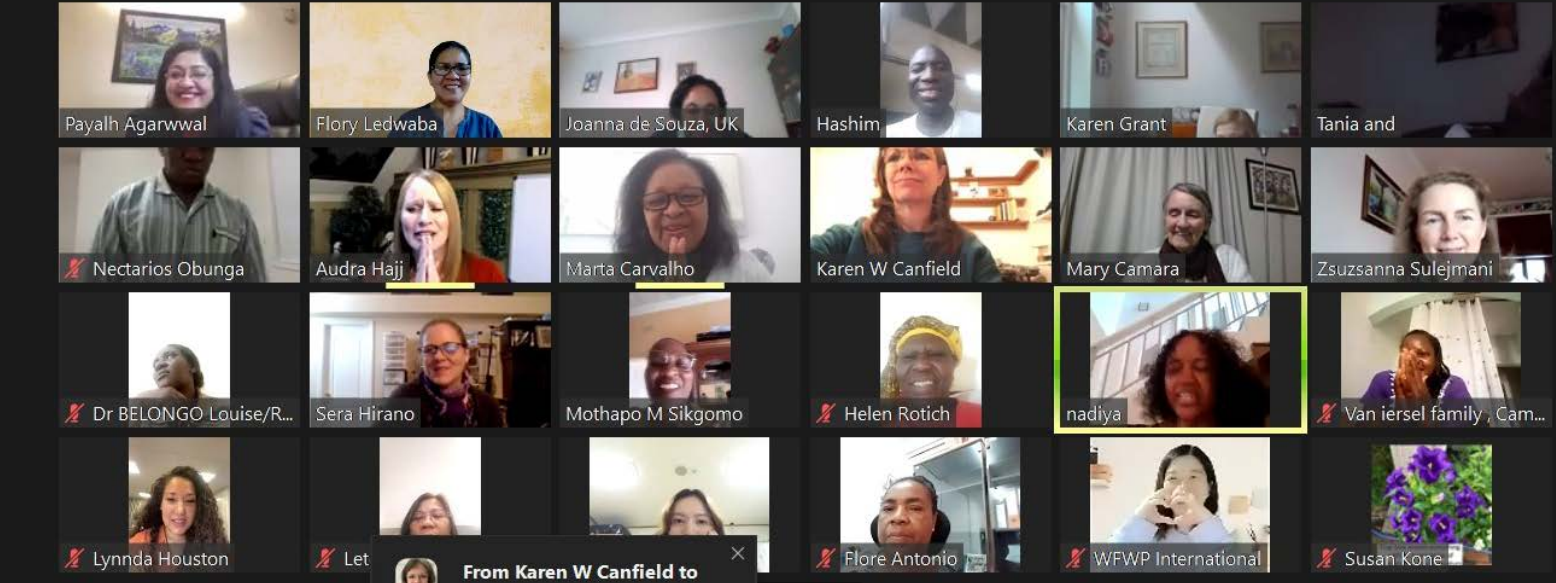 Payalh Agarwwal
Flory Ledwaba
Joanna de Souza, UK
Hashim
Karen Grant
Tania and
Nectarios Obunga
Audra Hajj
Marta Carvalho
Karen W Canfield
Mary Camara
Zsuzsanna Sulejmani
Dr BELONGO Louise/R...
Sera Hirano
Mothapo M Sikgomo
Helen Rotich
nadiya
Van iersel family , Cam...
Lynnda Houston
Let
Flore Antonio
WFWP International
Susan Kone
From Karen W Canfield to